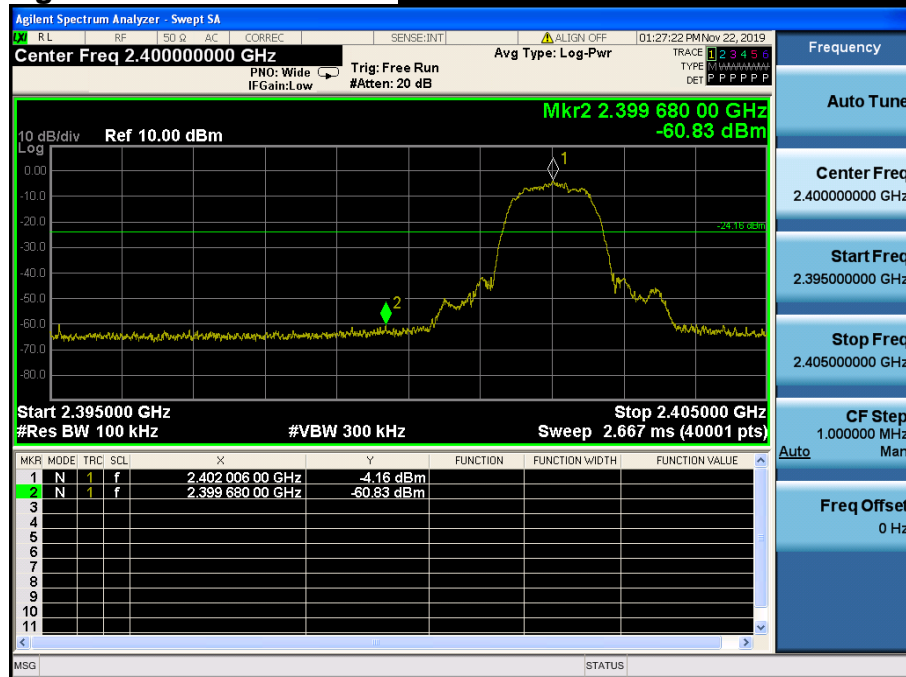 Agilent Spectrum Analyzer - Swept SA
LXI RL RF 50 Ω AC CORREC SENSE:INT ALIGN OFF 01:27:22 PM Nov 22, 2019
Center Freq 2.400000000 GHz
PNO: Wide
IFGain:Low
Trig: Free Run
#Atten: 20 dB
Avg Type: Log-Pwr
TRACE 1 2 3 4 5 6
TYPE M WWWWW
DET P P P P P P
Mkr2 2.399 680 00 GHz
-60.83 dBm
10 dB/div Ref 10.00 dBm
Log
0.00
-10.0
-20.0
-30.0
-40.0
-50.0
-60.0
-70.0
-80.0
1
-24.16 dBm
2
Start 2.395000 GHz Stop 2.405000 GHz
#Res BW 100 kHz #VBW 300 kHz Sweep 2.667 ms (40001 pts)
MKR MODE TRC SCL X Y FUNCTION FUNCTION WIDTH FUNCTION VALUE
1 N 1 f 2.402 006 00 GHz -4.16 dBm
2 N 1 f 2.399 680 00 GHz -60.83 dBm
3
4
5
6
7
8
9
10
11
MSG STATUS
Frequency
Auto Tune
Center Freq
2.400000000 GHz
Start Freq
2.395000000 GHz
Stop Freq
2.405000000 GHz
CF Step
1.000000 MHz
Auto Man
Freq Offset
0 Hz